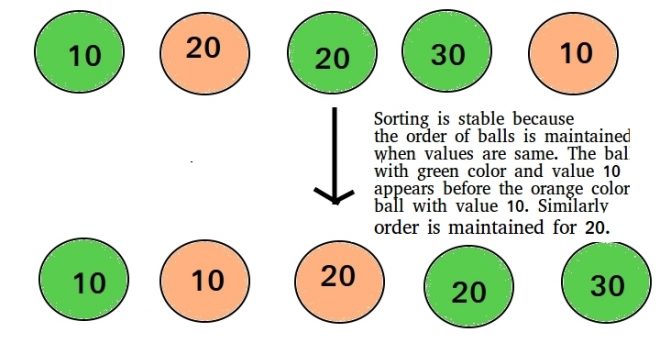 10 20 20 30 10
Sorting is stable because
the order of balls is maintained
when values are same. The bal
with green color and value 10
appears before the orange color
ball with value 10. Similarly
order is maintained for 20.
10 10 20 20 30